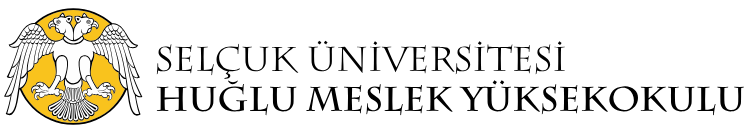 SELÇUK ÜNİVERSİTESİ
HUĞLU MESLEK YÜKSEKOKULU